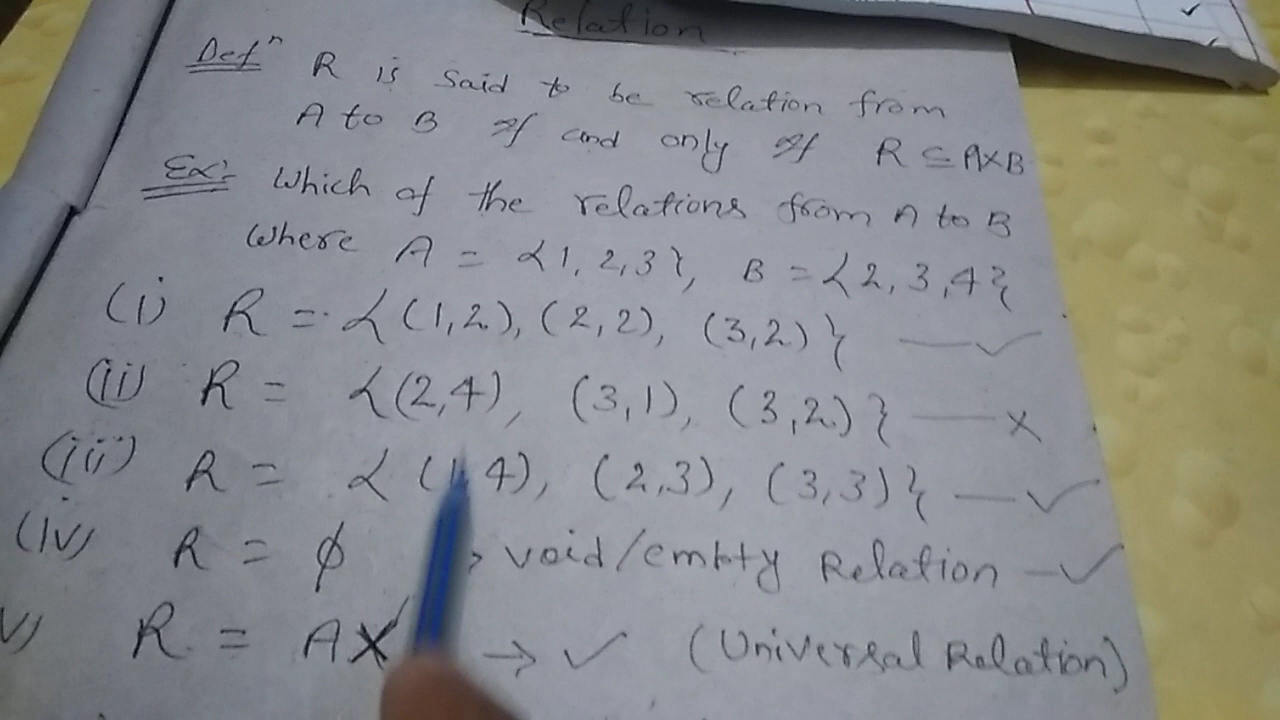 Relation
Defⁿ R is said to be relation from
A to B if and only if R ⊆ A×B
Ex:- Which of the relations from A to B
where A = {1, 2, 3}, B = {2, 3, 4}
(i) R = {(1,2), (2,2), (3,2)} — ✓
(ii) R = {(2,4), (3,1), (3,2)} — ×
(iii) R = {(1,4), (2,3), (3,3)} — ✓
(iv) R = ϕ → void/empty Relation — ✓
v) R = A× → ✓ (Universal Relation)